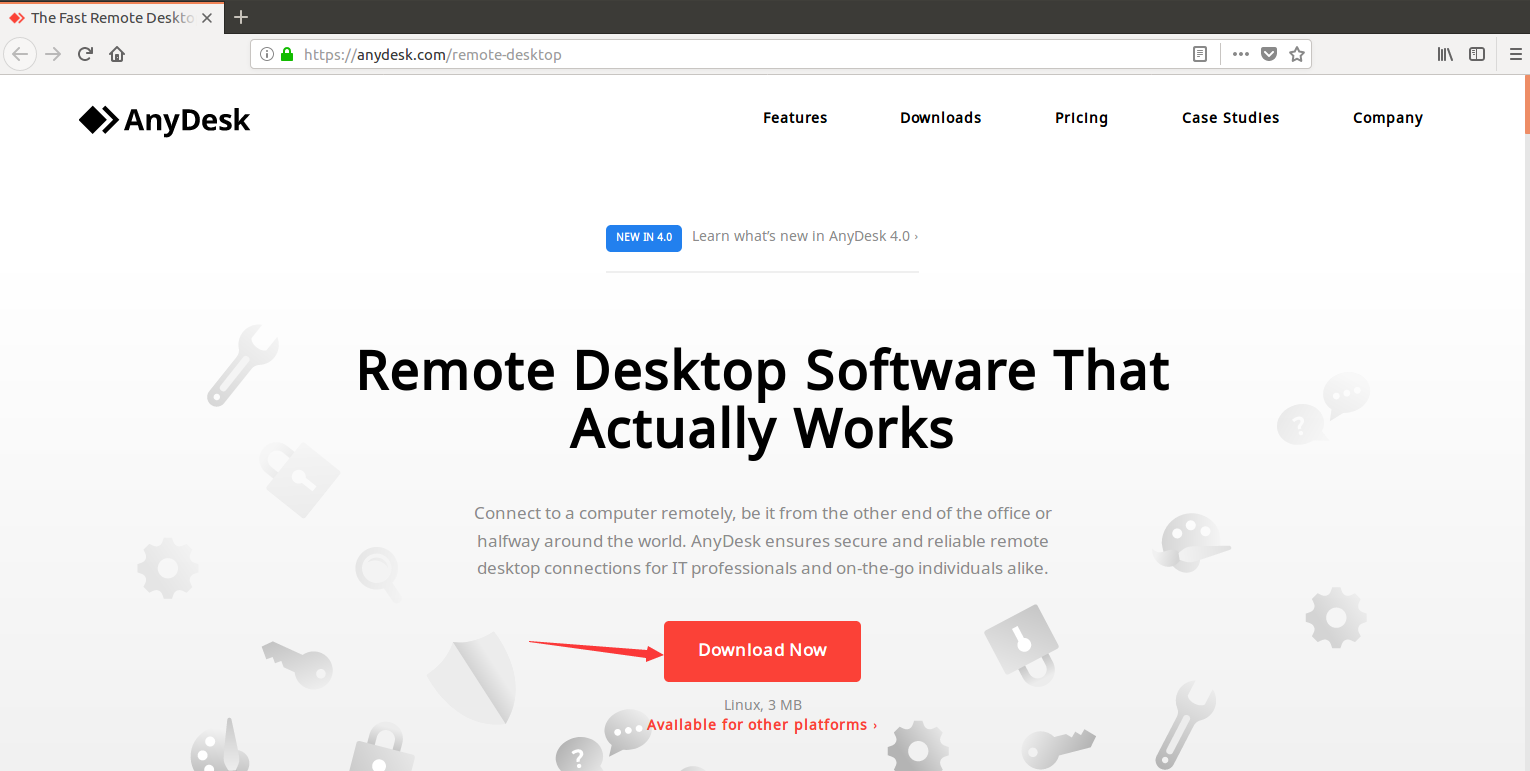 The Fast Remote Deskto
https://anydesk.com/remote-desktop
AnyDesk
Features
Downloads
Pricing
Case Studies
Company
NEW IN 4.0
Learn what's new in AnyDesk 4.0 ›
Remote Desktop Software That
Actually Works
Connect to a computer remotely, be it from the other end of the office or
halfway around the world. AnyDesk ensures secure and reliable remote
desktop connections for IT professionals and on-the-go individuals alike.
Download Now
Linux, 3 MB
Available for other platforms ›